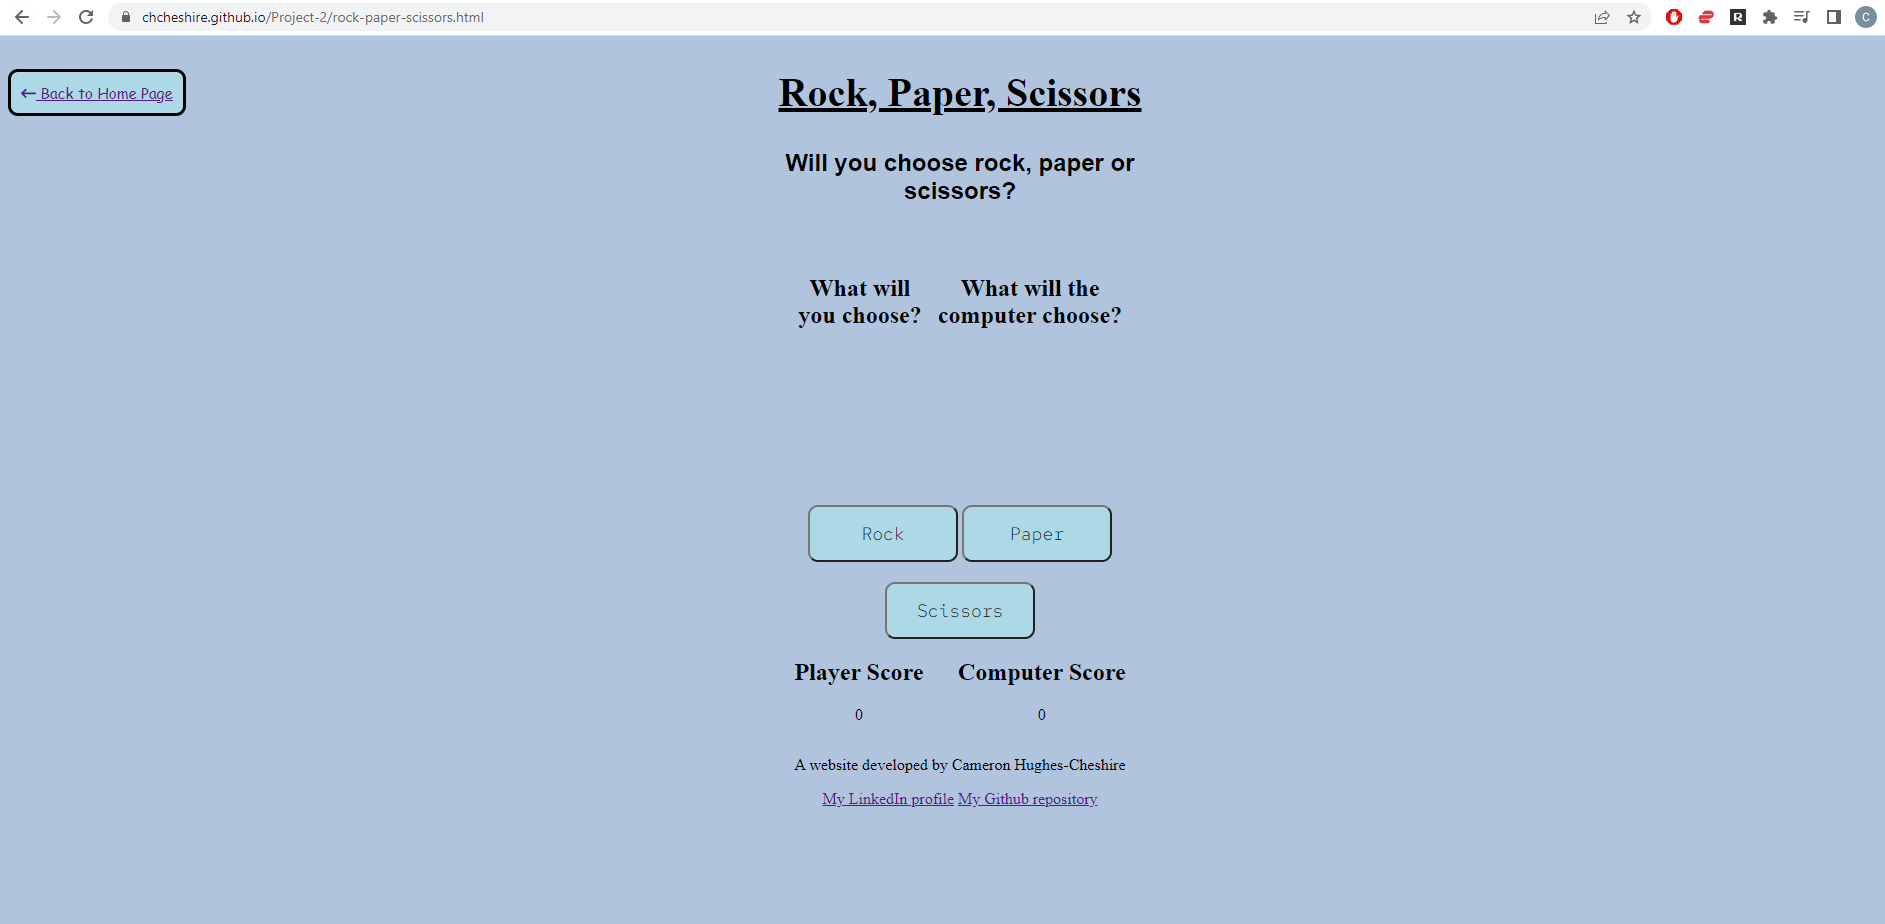 chcheshire.github.io/Project-2/rock-paper-scissors.html
R
C
← Back to Home Page
Rock, Paper, Scissors
Will you choose rock, paper or
scissors?
What will
you choose?
What will the
computer choose?
Rock
Paper
Scissors
Player Score
Computer Score
0
0
A website developed by Cameron Hughes-Cheshire
My LinkedIn profile My Github repository